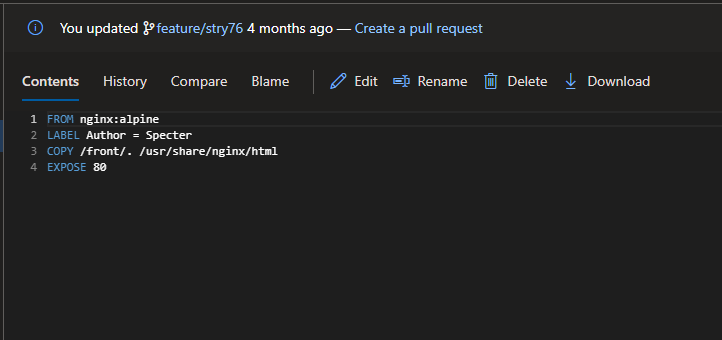 You updated feature/stry76 4 months ago — Create a pull request
Contents History Compare Blame Edit Rename Delete Download
1 FROM nginx:alpine
2 LABEL Author = Specter
3 COPY /front/. /usr/share/nginx/html
4 EXPOSE 80